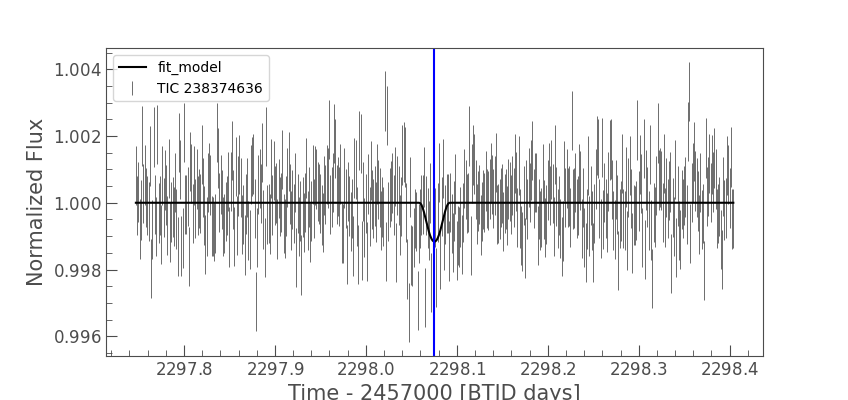 fit_model
TIC 238374636
1.004
1.002
1.000
0.998
0.996
Normalized Flux
2297.8 2297.9 2298.0 2298.1 2298.2 2298.3 2298.4
Time - 2457000 [BTJD days]